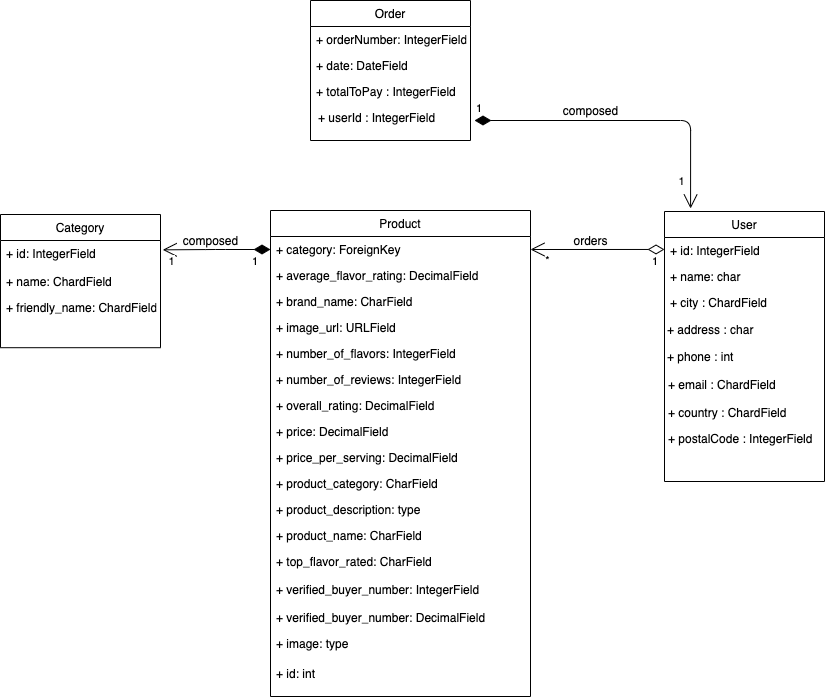 Order
+ orderNumber: IntegerField
+ date: DateField
+ totalToPay : IntegerField
+ userId : IntegerField
1
composed
1
Category
+ id: IntegerField
+ name: ChardField
+ friendly_name: ChardField
composed
1
1
Product
+ category: ForeignKey
+ average_flavor_rating: DecimalField
+ brand_name: CharField
+ image_url: URLField
+ number_of_flavors: IntegerField
+ number_of_reviews: IntegerField
+ overall_rating: DecimalField
+ price: DecimalField
+ price_per_serving: DecimalField
+ product_category: CharField
+ product_description: type
+ product_name: CharField
+ top_flavor_rated: CharField
+ verified_buyer_number: IntegerField
+ verified_buyer_number: DecimalField
+ image: type
+ id: int
orders
*
1
User
+ id: IntegerField
+ name: char
+ city : ChardField
+ address : char
+ phone : int
+ email : ChardField
+ country : ChardField
+ postalCode : IntegerField